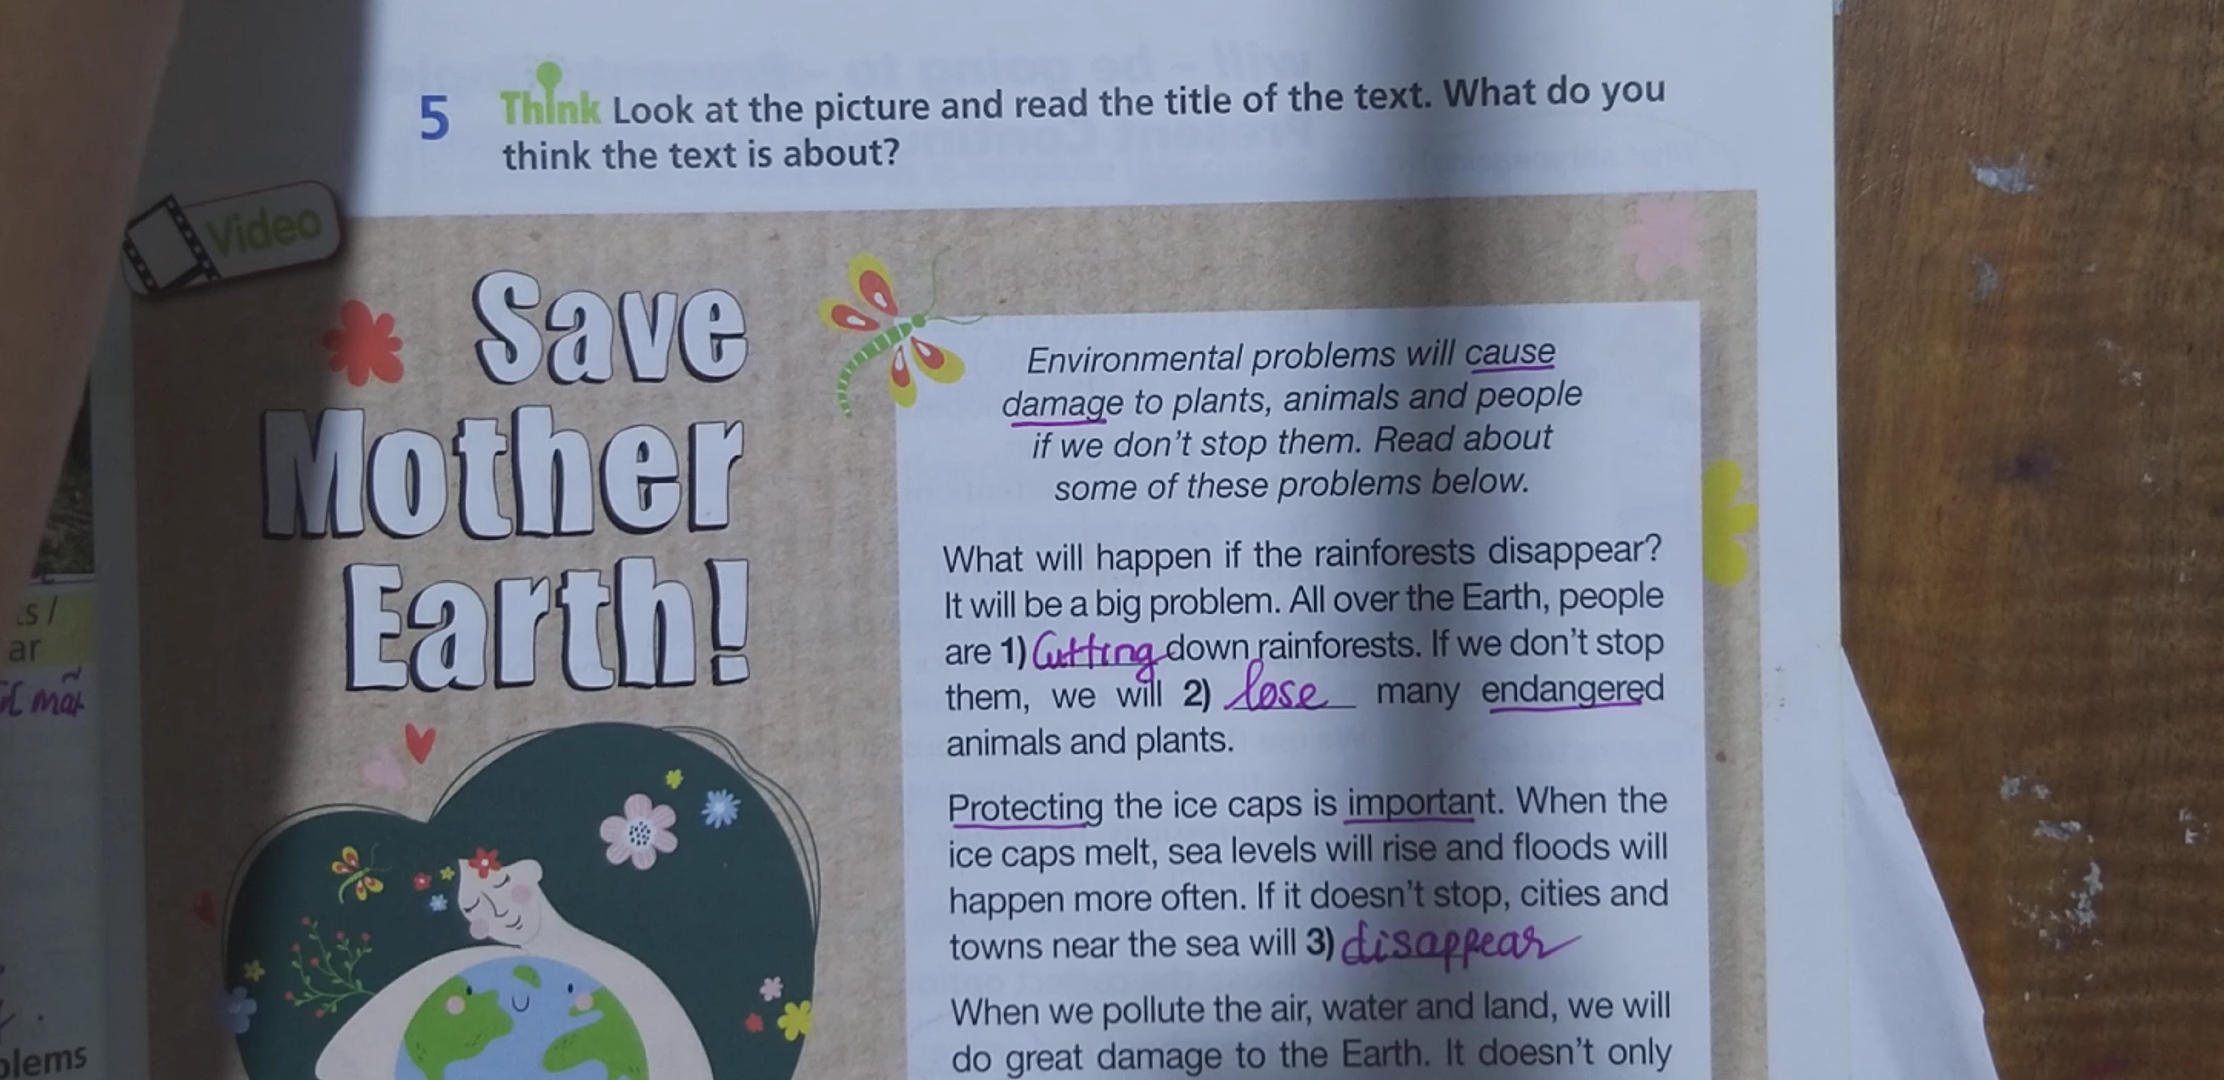 5 Think Look at the picture and read the title of the text. What do you
think the text is about?
Video
Save
Mother
Earth!
Environmental problems will cause
damage to plants, animals and people
if we don't stop them. Read about
some of these problems below.
What will happen if the rainforests disappear?
It will be a big problem. All over the Earth, people
are 1) Cutting down rainforests. If we don't stop
them, we will 2) lose many endangered
animals and plants.
Protecting the ice caps is important. When the
ice caps melt, sea levels will rise and floods will
happen more often. If it doesn't stop, cities and
towns near the sea will 3) disappear
When we pollute the air, water and land, we will
do great damage to the Earth. It doesn't only
ar
mất